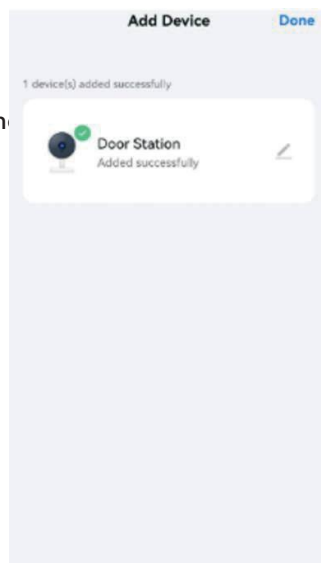 Add Device Done
1 device(s) added successfully
Door Station
Added successfully